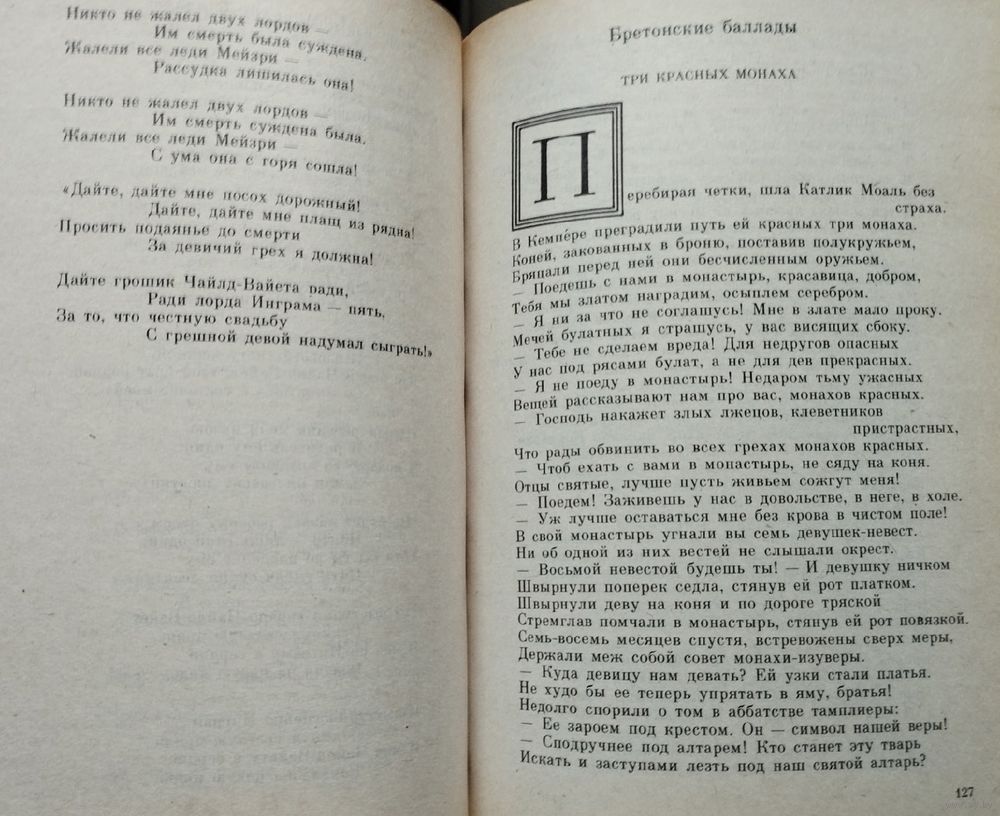 Никто не жалел двух лордов —
Им смерть была суждена,
Жалели все леди Мейзри —
Рассудка лишилась она!
Никто не жалел двух лордов —
Им смерть суждена была,
Жалели все леди Мейзри —
С ума она с горя сошла!
«Дайте, дайте мне посох дорожный!
Дайте, дайте мне плащ из рядна!
Просить подаянье до смерти
За девичий грех я должна!
Дайте грошик Чайлд-Вайета ради,
Ради лорда Инграма — пять,
За то, что честную свадьбу
С грешной девой надумал сыграть!»
Бретонские баллады
ТРИ КРАСНЫХ МОНАХА
Перебирая четки, шла Катлик Моаль без
страха.
В Кемпере преградили путь ей красных три монаха.
Коней, закованных в броню, поставив полукружьем,
Бряцали перед ней они бесчисленным оружьем.
— Поедешь с нами в монастырь, красавица, добром,
Тебя мы златом наградим, осыплем серебром.
— Я ни за что не соглашусь! Мне в злате мало проку.
Мечей булатных я страшусь, у вас висящих сбоку.
— Тебе не сделаем вреда! Для недругов опасных
У нас под рясами булат, а не для дев прекрасных.
— Я не поеду в монастырь! Недаром тьму ужасных
Вещей рассказывают нам про вас, монахов красных.
— Господь накажет злых лжецов, клеветников
пристрастных,
Что рады обвинить во всех грехах монахов красных.
— Чтоб ехать с вами в монастырь, не сяду на коня.
Отцы святые, лучше пусть живьем сожгут меня!
— Поедем! Заживешь у нас в довольстве, в неге, в холе.
— Уж лучше оставаться мне без крова в чистом поле!
В свой монастырь угнали вы семь девушек-невест.
Ни об одной из них вестей не слышали окрест.
— Восьмой невестой будешь ты! — И девушку ничком
Швырнули поперек седла, стянув ей рот платком.
Швырнули деву на коня и по дороге тряской
Стремглав помчали в монастырь, стянув ей рот повязкой.
Семь-восемь месяцев спустя, встревожены сверх меры,
Держали меж собой совет монахи-изуверы.
— Куда девицу нам девать? Ей узки стали платья.
Не худо бы ее теперь упрятать в яму, братья!
Недолго спорили о том в аббатстве тамплиеры:
— Ее зароем под крестом. Он — символ нашей веры!
— Сподручнее под алтарем! Кто станет эту тварь
Искать и заступами лезть под наш святой алтарь?
127